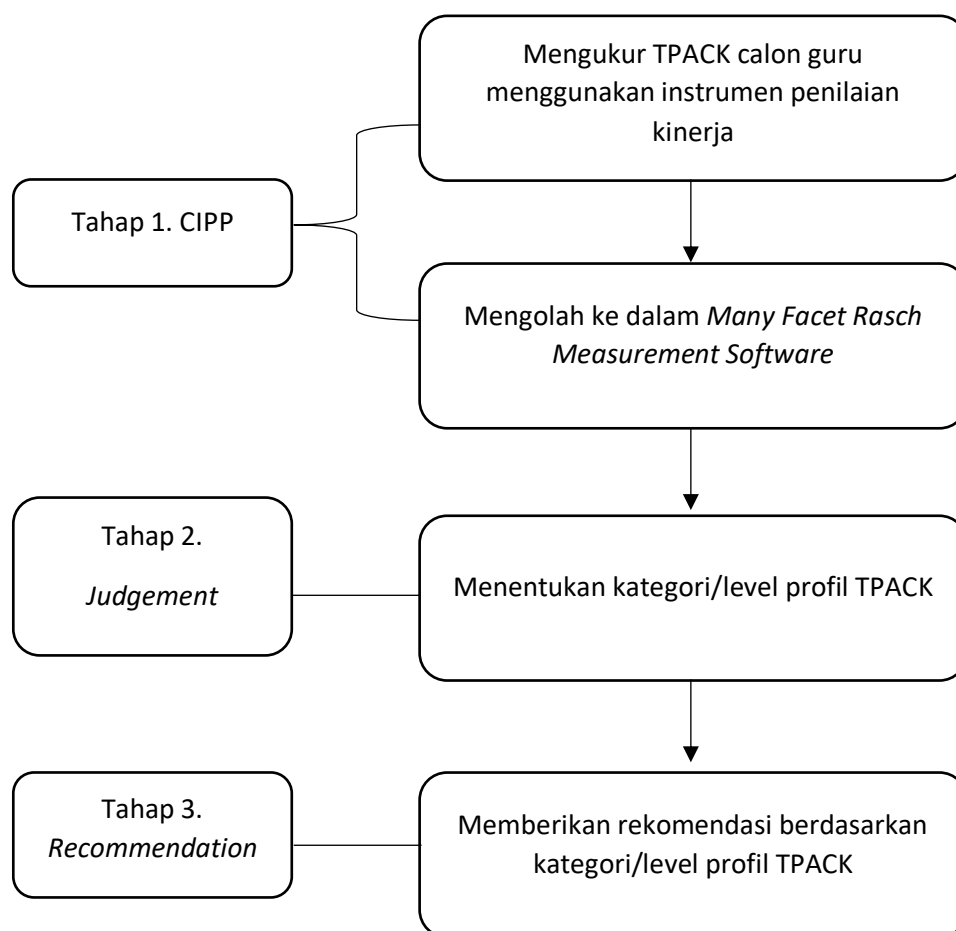 Mengukur TPACK calon guru
menggunakan instrumen penilaian
kinerja
Tahap 1. CIPP
Mengolah ke dalam Many Facet Rasch
Measurement Software
Tahap 2.
Judgement
Menentukan kategori/level profil TPACK
Tahap 3.
Recommendation
Memberikan rekomendasi berdasarkan
kategori/level profil TPACK